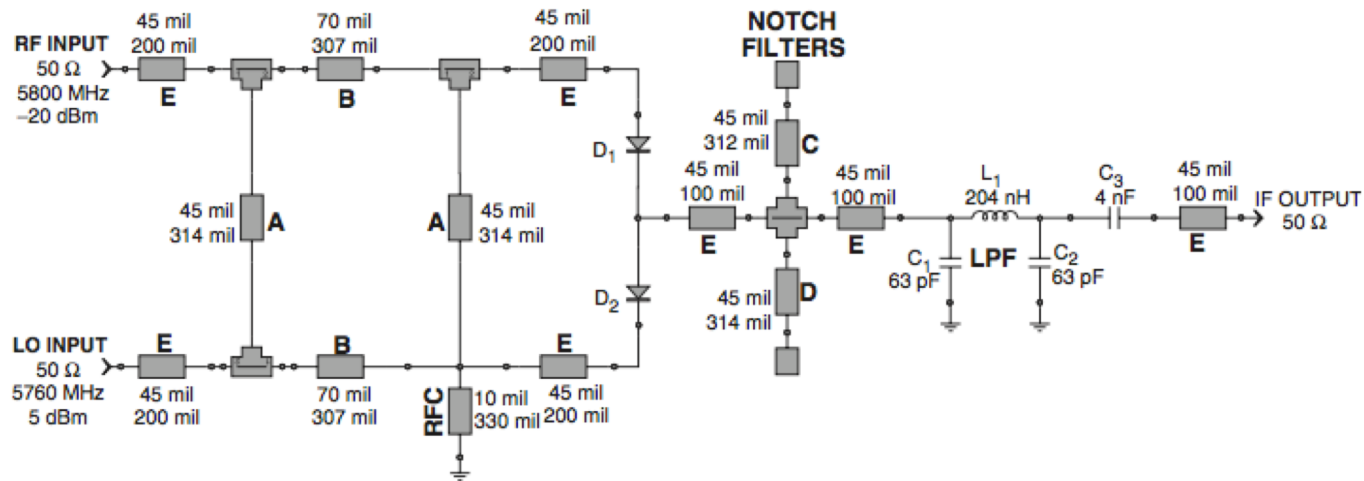 45 mil
200 mil
70 mil
307 mil
45 mil
200 mil
NOTCH
FILTERS
RF INPUT
50 Ω
5800 MHz
–20 dBm
E
B
E
45 mil
312 mil
C
D1
45 mil
314 mil
A
A
45 mil
314 mil
45 mil
100 mil
E
45 mil
100 mil
E
L1
204 nH
C3
4 nF
45 mil
100 mil
E
IF OUTPUT
50 Ω
C1
63 pF
LPF
C2
63 pF
D2
45 mil
314 mil
D
LO INPUT
50 Ω
5760 MHz
5 dBm
E
45 mil
200 mil
B
70 mil
307 mil
RFC
10 mil
330 mil
E
45 mil
200 mil